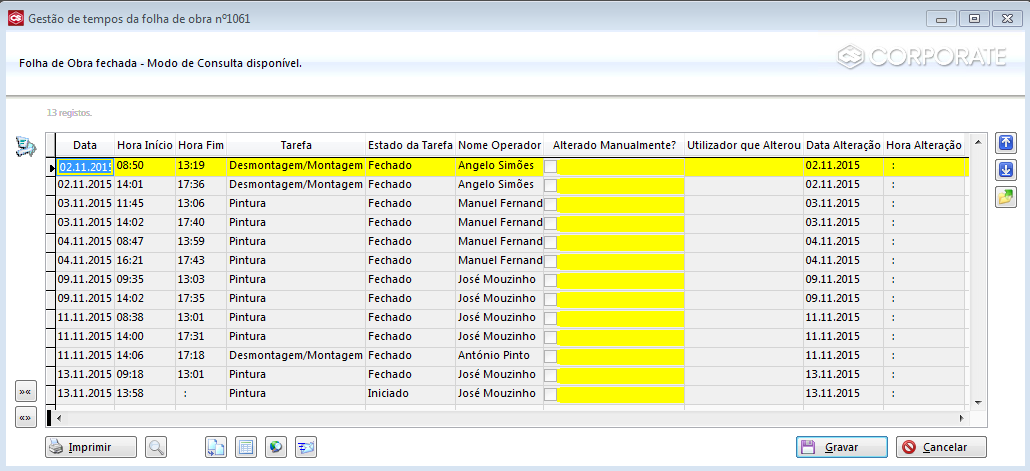 Gestão de tempos da folha de obra nº1061
CORPORATE
Folha de Obra fechada - Modo de Consulta disponível.
13 registos.
Data Hora Início Hora Fim Tarefa Estado da Tarefa Nome Operador Alterado Manualmente? Utilizador que Alterou Data Alteração Hora Alteração
02.11.2015 08:50 13:19 Desmontagem/Montagem Fechado Angelo Simões 02.11.2015 :
02.11.2015 14:01 17:36 Desmontagem/Montagem Fechado Angelo Simões 02.11.2015 :
03.11.2015 11:45 13:06 Pintura Fechado Manuel Fernand 03.11.2015 :
03.11.2015 14:02 17:40 Pintura Fechado Manuel Fernand 03.11.2015 :
04.11.2015 08:47 13:59 Pintura Fechado Manuel Fernand 04.11.2015 :
04.11.2015 16:21 17:43 Pintura Fechado Manuel Fernand 04.11.2015 :
09.11.2015 09:35 13:03 Pintura Fechado José Mouzinho 09.11.2015 :
09.11.2015 14:02 17:35 Pintura Fechado José Mouzinho 09.11.2015 :
11.11.2015 08:38 13:01 Pintura Fechado José Mouzinho 11.11.2015 :
11.11.2015 14:00 17:31 Pintura Fechado José Mouzinho 11.11.2015 :
11.11.2015 14:06 17:18 Desmontagem/Montagem Fechado António Pinto 11.11.2015 :
13.11.2015 09:18 13:01 Pintura Fechado José Mouzinho 13.11.2015 :
13.11.2015 13:58 : Pintura Iniciado José Mouzinho 13.11.2015 :
»«
«»
Imprimir Gravar Cancelar